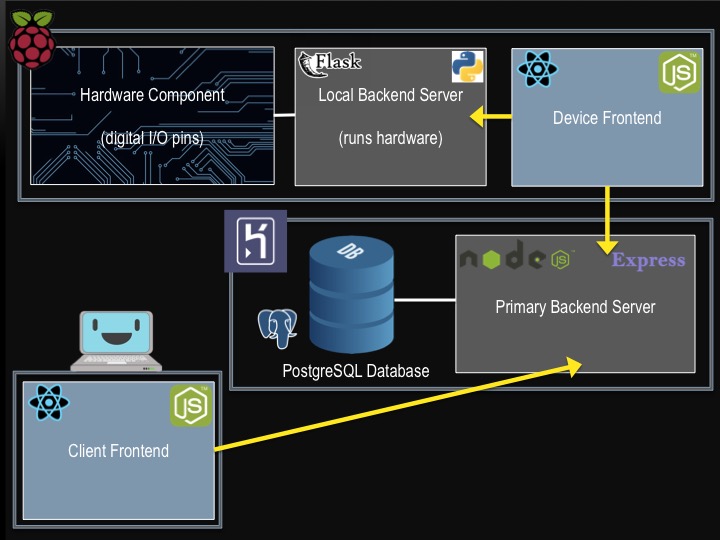 Hardware Component
(digital I/O pins)
Flask
Local Backend Server
(runs hardware)
JS
Device Frontend
DB
PostgreSQL Database
node JS
Express
Primary Backend Server
JS
Client Frontend